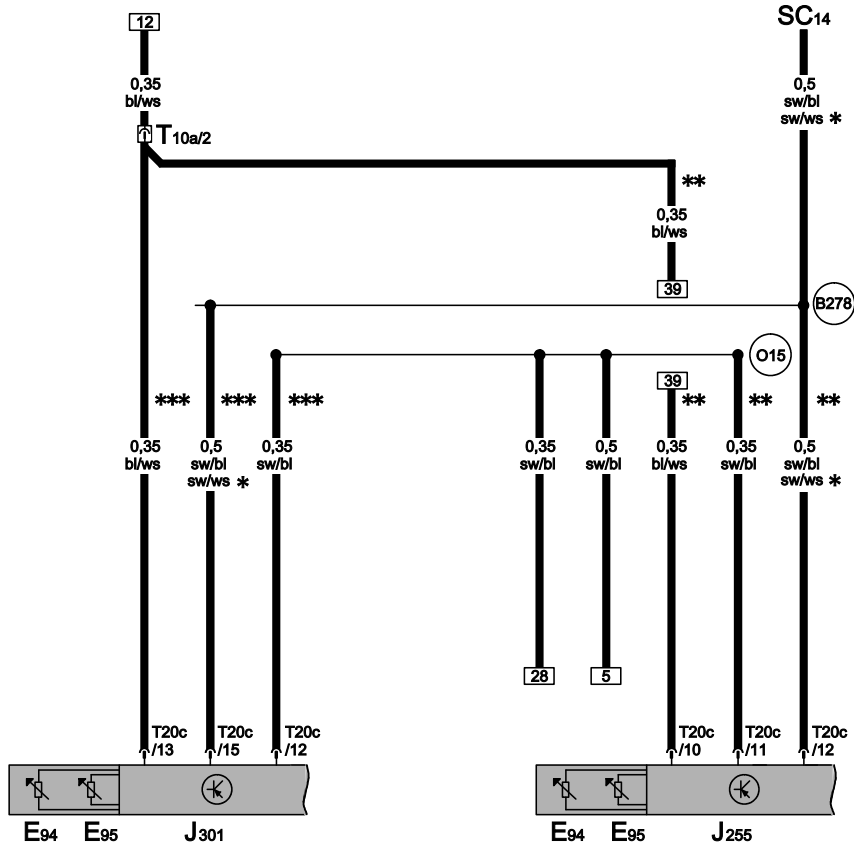 12
SC14
0,35
bl/ws
0,5
sw/bl
sw/ws *
T10a/2
**
0,35
bl/ws
39
B278
O15
39
***
***
***
**
**
**
0,35
bl/ws
0,5
sw/bl
sw/ws *
0,35
sw/bl
0,35
sw/bl
0,5
sw/bl
0,35
bl/ws
0,35
sw/bl
0,5
sw/bl
sw/ws *
28
5
T20c
/13
T20c
/15
T20c
/12
T20c
/10
T20c
/11
T20c
/12
E94
E95
J301
E94
E95
J255